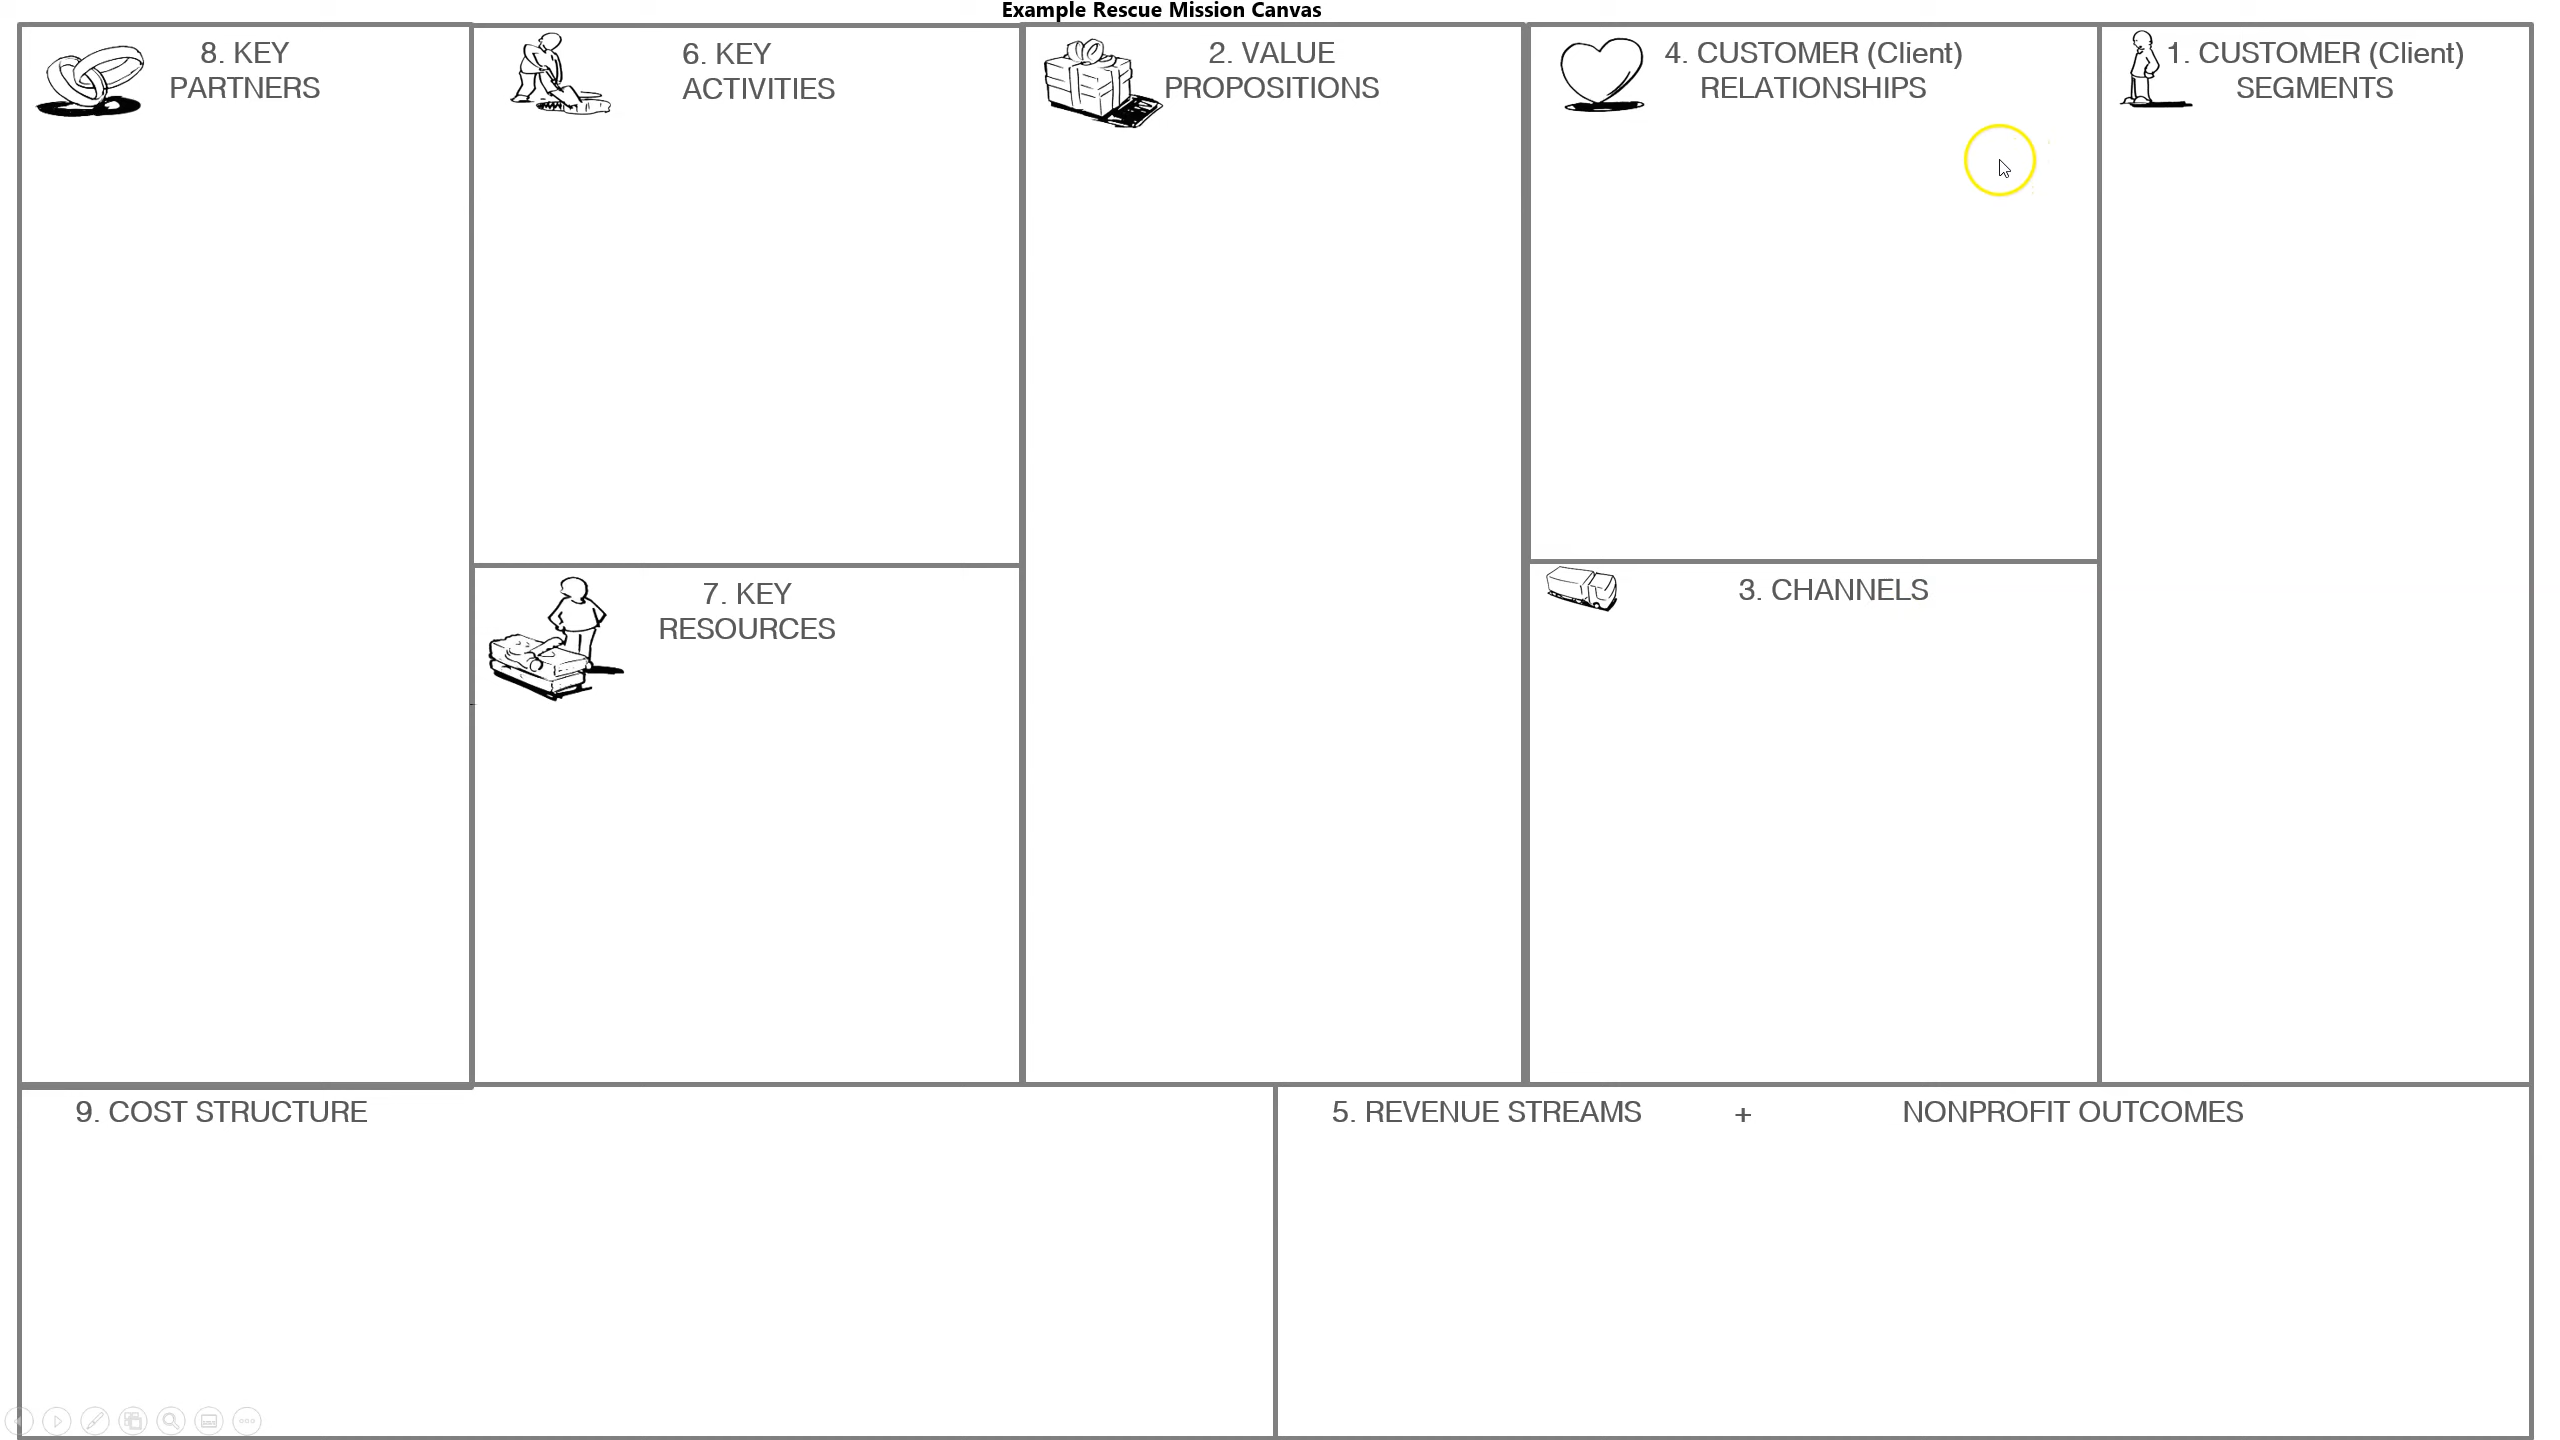 Example Rescue Mission Canvas
8. KEY
PARTNERS
6. KEY
ACTIVITIES
7. KEY
RESOURCES
2. VALUE
PROPOSITIONS
4. CUSTOMER (Client)
RELATIONSHIPS
3. CHANNELS
1. CUSTOMER (Client)
SEGMENTS
9. COST STRUCTURE
5. REVENUE STREAMS + NONPROFIT OUTCOMES